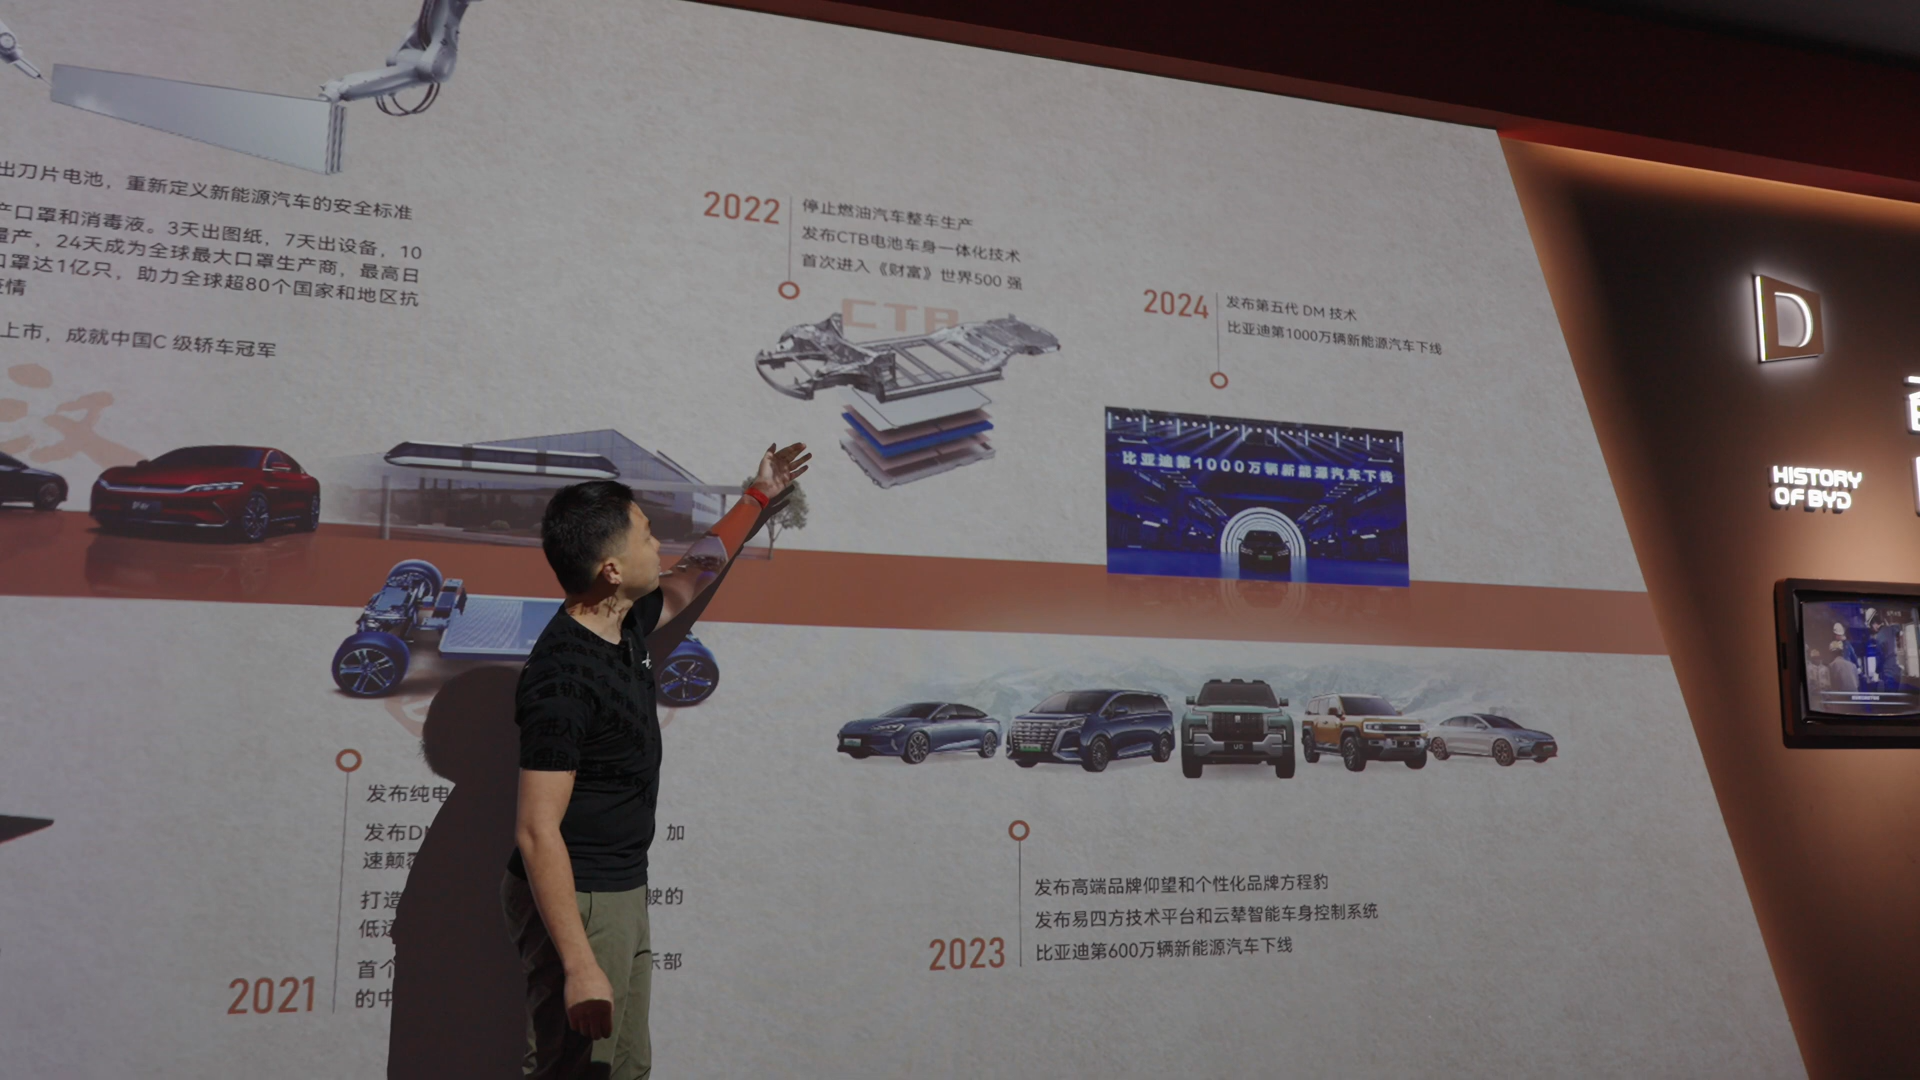 出刀片电池，重新定义新能源汽车的安全标准
产口罩和消毒液。3天出图纸，7天出设备，10
量产，24天成为全球最大口罩生产商，最高日
口罩达1亿只，助力全球超80个国家和地区抗
疫情
上市，成就中国C 级轿车冠军
汉
2022
停止燃油汽车整车生产
发布CTB电池车身一体化技术
首次进入《财富》世界500 强
CTB
2024
发布第五代 DM 技术
比亚迪第1000万辆新能源汽车下线
比亚迪第1000万辆新能源汽车下线
D
HISTORY
OF BYD
2021
发布纯电
发布DM
加
速颠覆
打造
驶的
低运
首个
乐部
的中
2023
发布高端品牌仰望和个性化品牌方程豹
发布易四方技术平台和云辇智能车身控制系统
比亚迪第600万辆新能源汽车下线